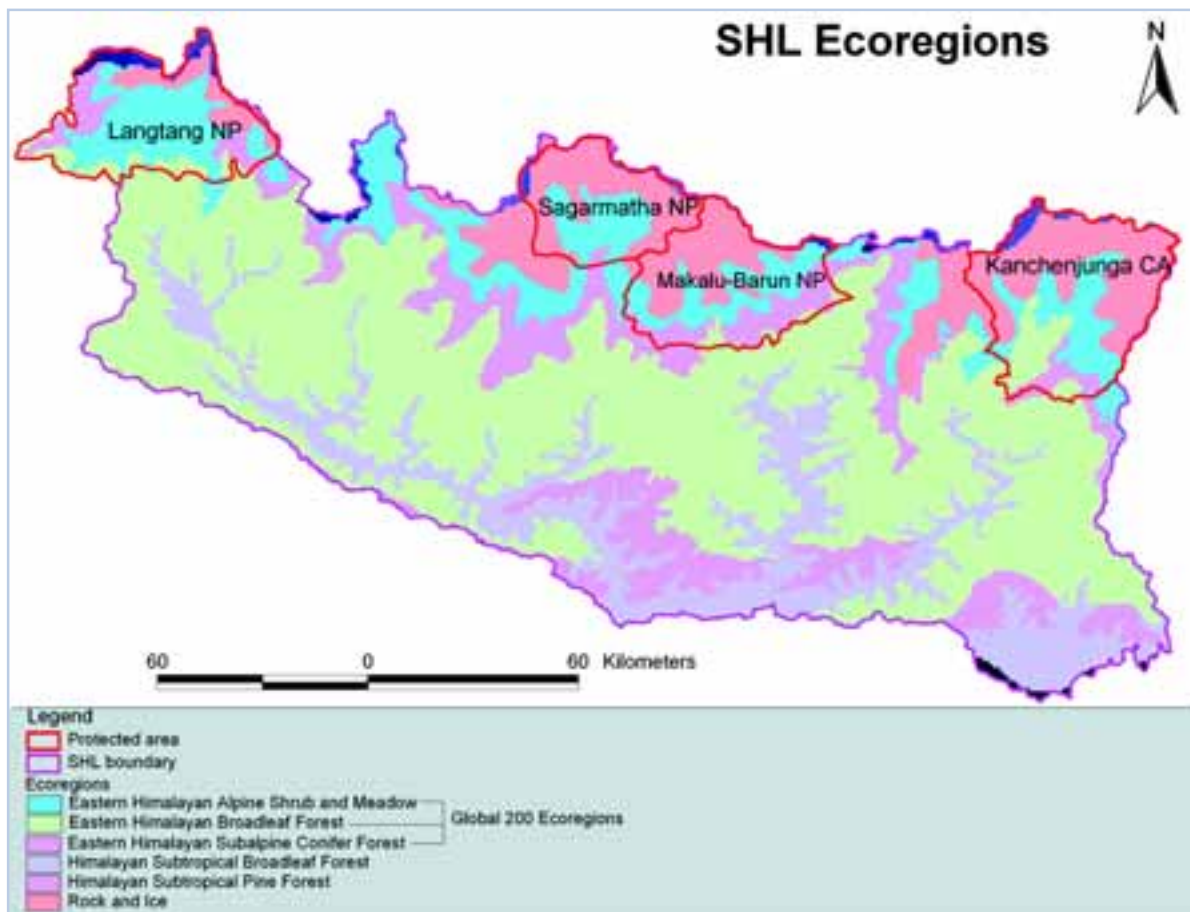 SHL Ecoregions
N
Langtang NP
Sagarmatha NP
Makalu-Barun NP
Kanchenjunga CA
60 0 60 Kilometers
Legend
Protected area
SHL boundary
Ecoregions
Eastern Himalayan Alpine Shrub and Meadow
Eastern Himalayan Broadleaf Forest
Global 200 Ecoregions
Eastern Himalayan Subalpine Conifer Forest
Himalayan Subtropical Broadleaf Forest
Himalayan Subtropical Pine Forest
Rock and Ice